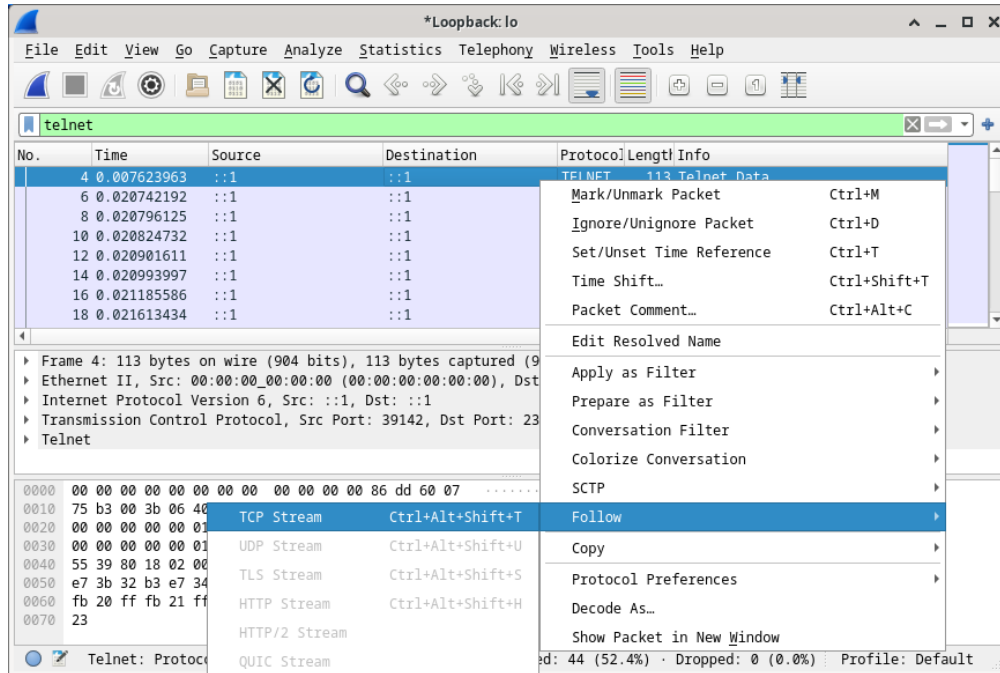 *Loopback: lo
File Edit View Go Capture Analyze Statistics Telephony Wireless Tools Help
telnet
No. Time Source Destination Protocol Length Info
4 0.007623963 ::1 ::1 TELNET 113 Telnet Data
6 0.020742192 ::1 ::1
8 0.020796125 ::1 ::1
10 0.020824732 ::1 ::1
12 0.020901611 ::1 ::1
14 0.020993997 ::1 ::1
16 0.021185586 ::1 ::1
18 0.021613434 ::1 ::1
Mark/Unmark Packet Ctrl+M
Ignore/Unignore Packet Ctrl+D
Set/Unset Time Reference Ctrl+T
Time Shift… Ctrl+Shift+T
Packet Comment… Ctrl+Alt+C
Edit Resolved Name
Apply as Filter
Prepare as Filter
Conversation Filter
Colorize Conversation
SCTP
Follow
Copy
Protocol Preferences
Decode As…
Show Packet in New Window
Frame 4: 113 bytes on wire (904 bits), 113 bytes captured (9
Ethernet II, Src: 00:00:00_00:00:00 (00:00:00:00:00:00), Dst
Internet Protocol Version 6, Src: ::1, Dst: ::1
Transmission Control Protocol, Src Port: 39142, Dst Port: 23
Telnet
0000 00 00 00 00 00 00 00 00 00 00 00 00 86 dd 60 07 ·······
0010 75 b3 00 3b 06 40
0020 00 00 00 00 00 01
0030 00 00 00 00 00 01
0040 55 39 80 18 02 00
0050 e7 3b 32 b3 e7 34
0060 fb 20 ff fb 21 ff
0070 23
TCP Stream Ctrl+Alt+Shift+T
UDP Stream Ctrl+Alt+Shift+U
TLS Stream Ctrl+Alt+Shift+S
HTTP Stream Ctrl+Alt+Shift+H
HTTP/2 Stream
QUIC Stream
Telnet: Protoco ed: 44 (52.4%) · Dropped: 0 (0.0%) Profile: Default